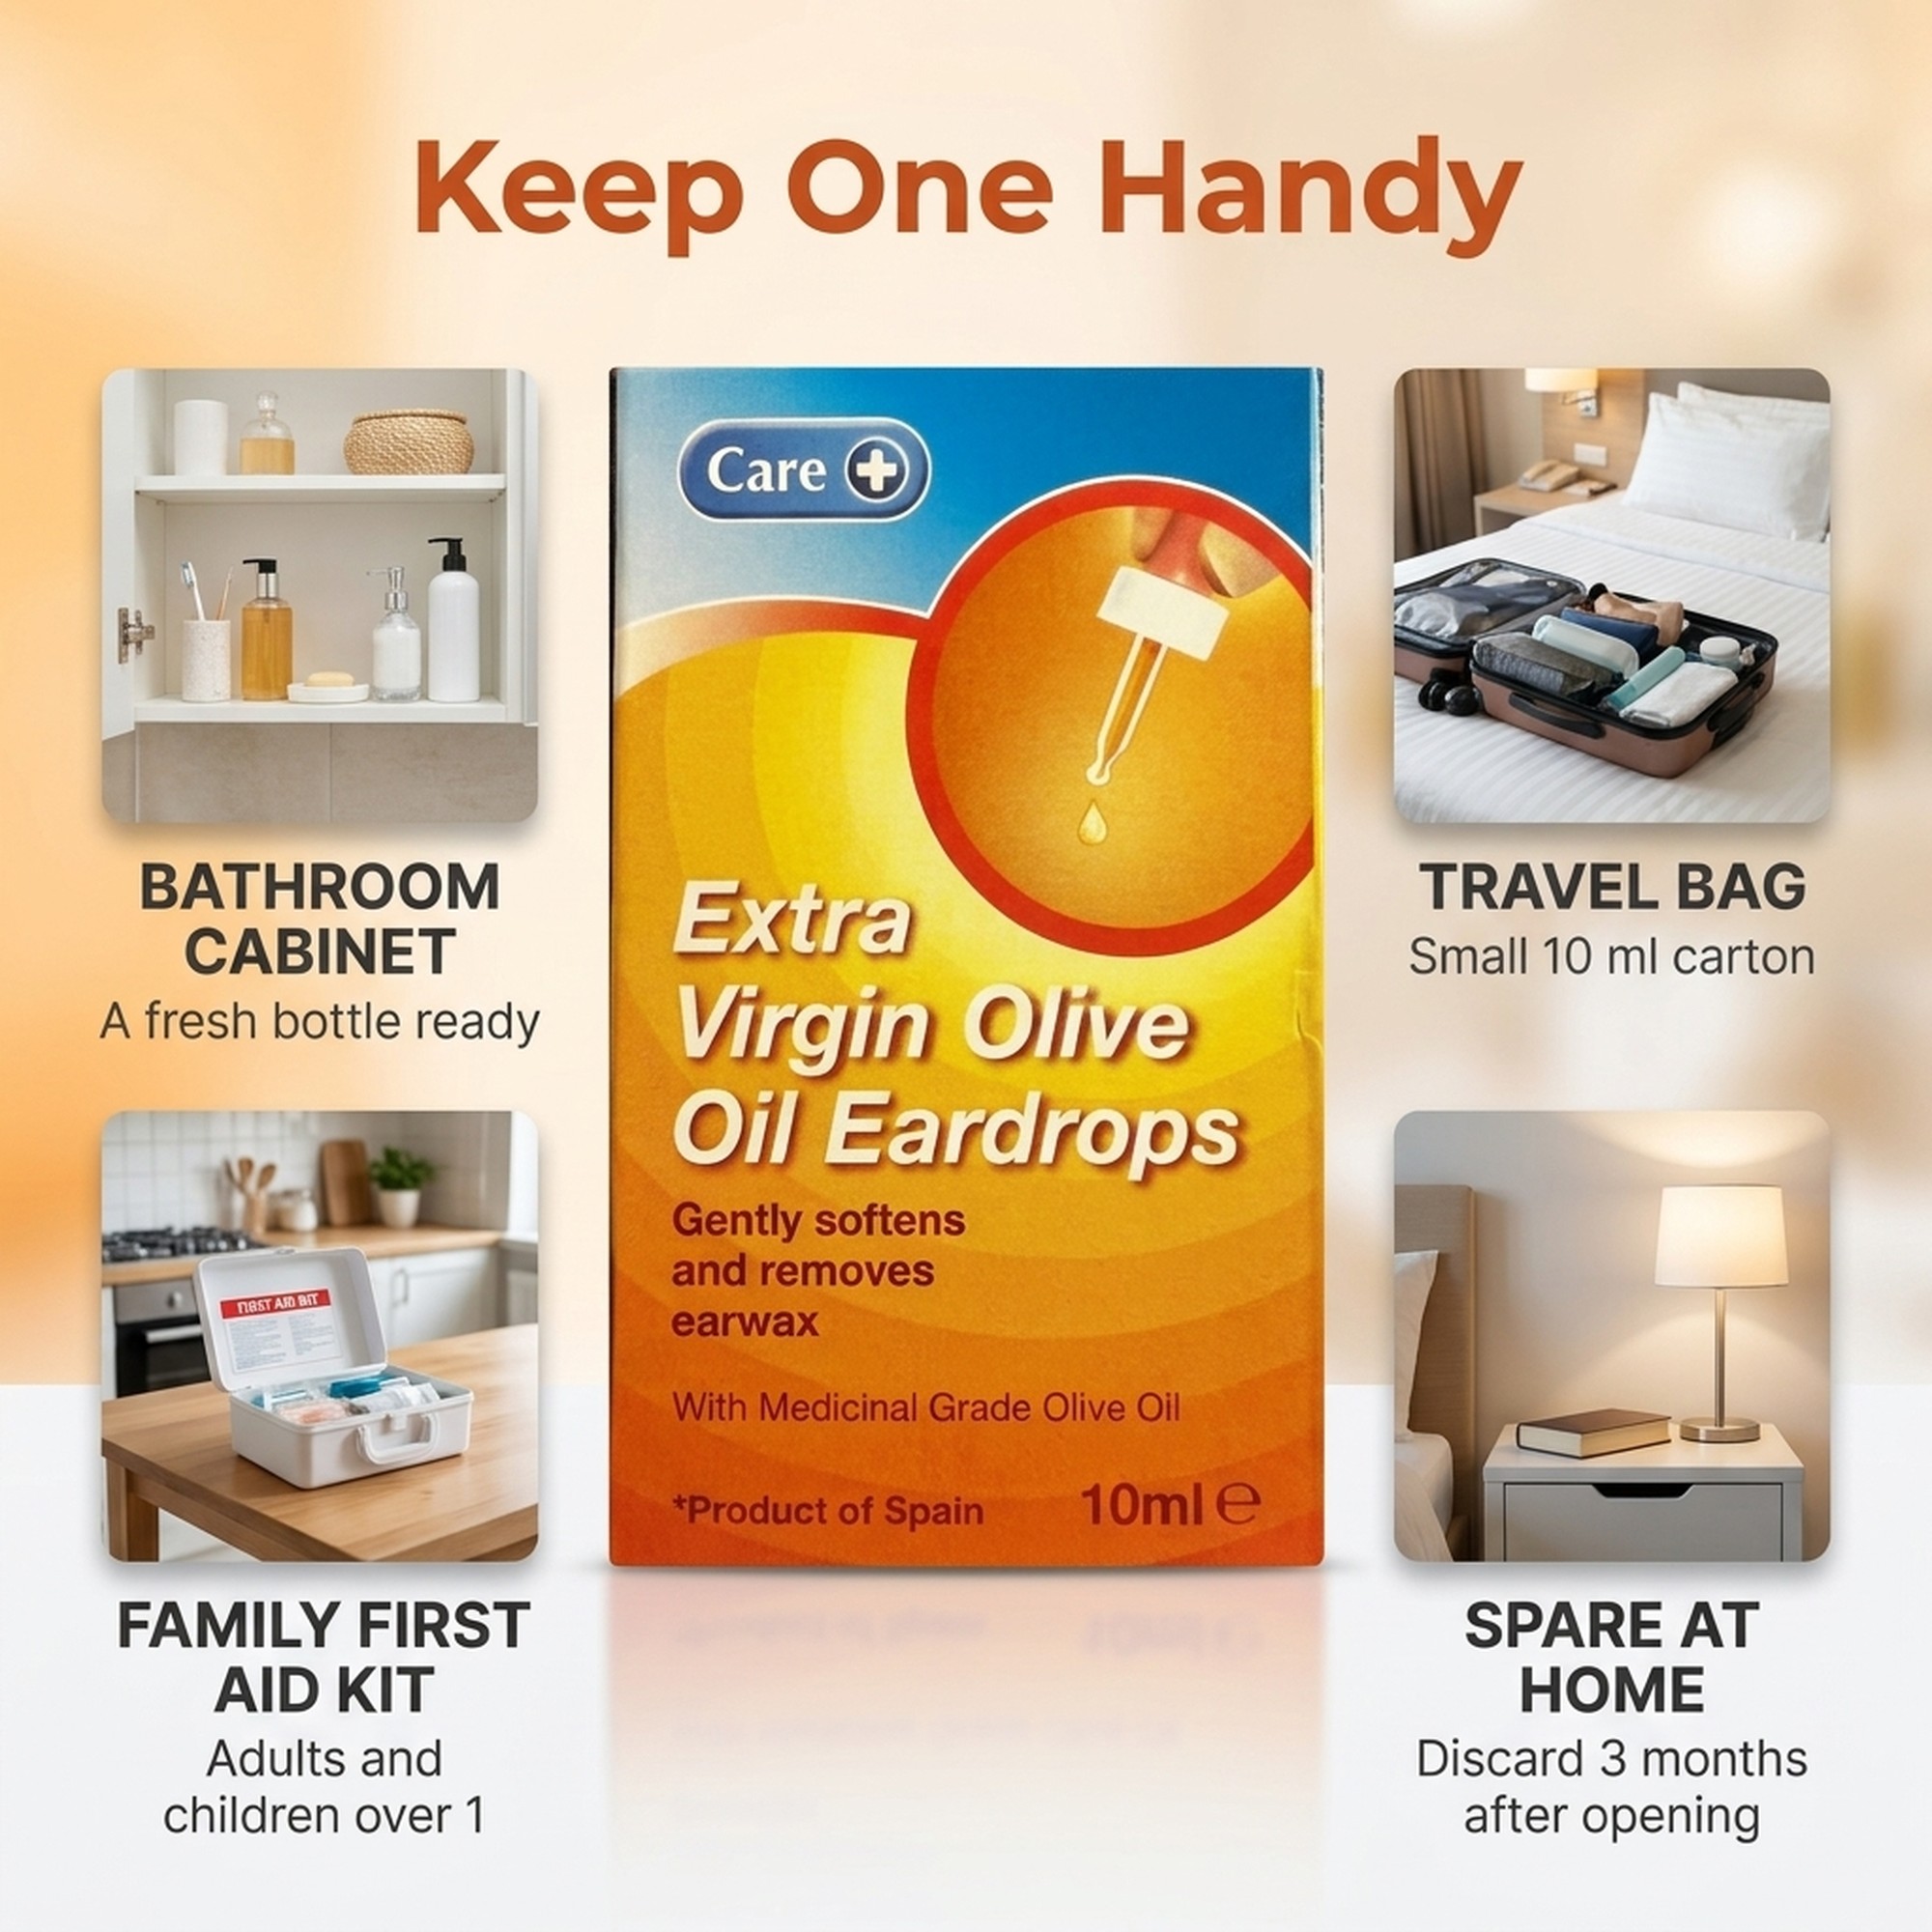 Keep One Handy
Care
Extra
Virgin Olive
Oil Eardrops
Gently softens
and removes
earwax
With Medicinal Grade Olive Oil
*Product of Spain
10ml ℮
BATHROOM
CABINET
A fresh bottle ready
FIRST AID BIT
FAMILY FIRST
AID KIT
Adults and
children over 1
TRAVEL BAG
Small 10 ml carton
SPARE AT
HOME
Discard 3 months
after opening